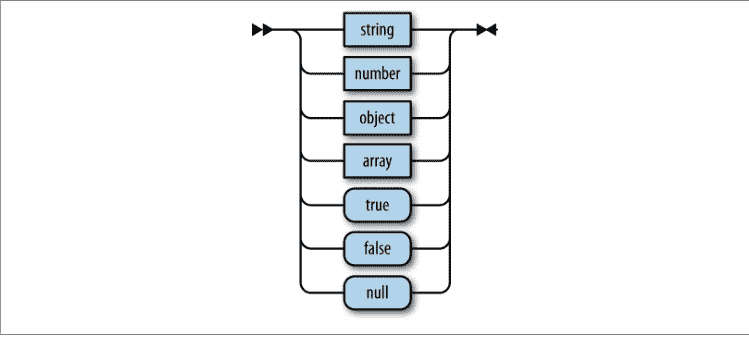 string
number
object
array
true
false
null